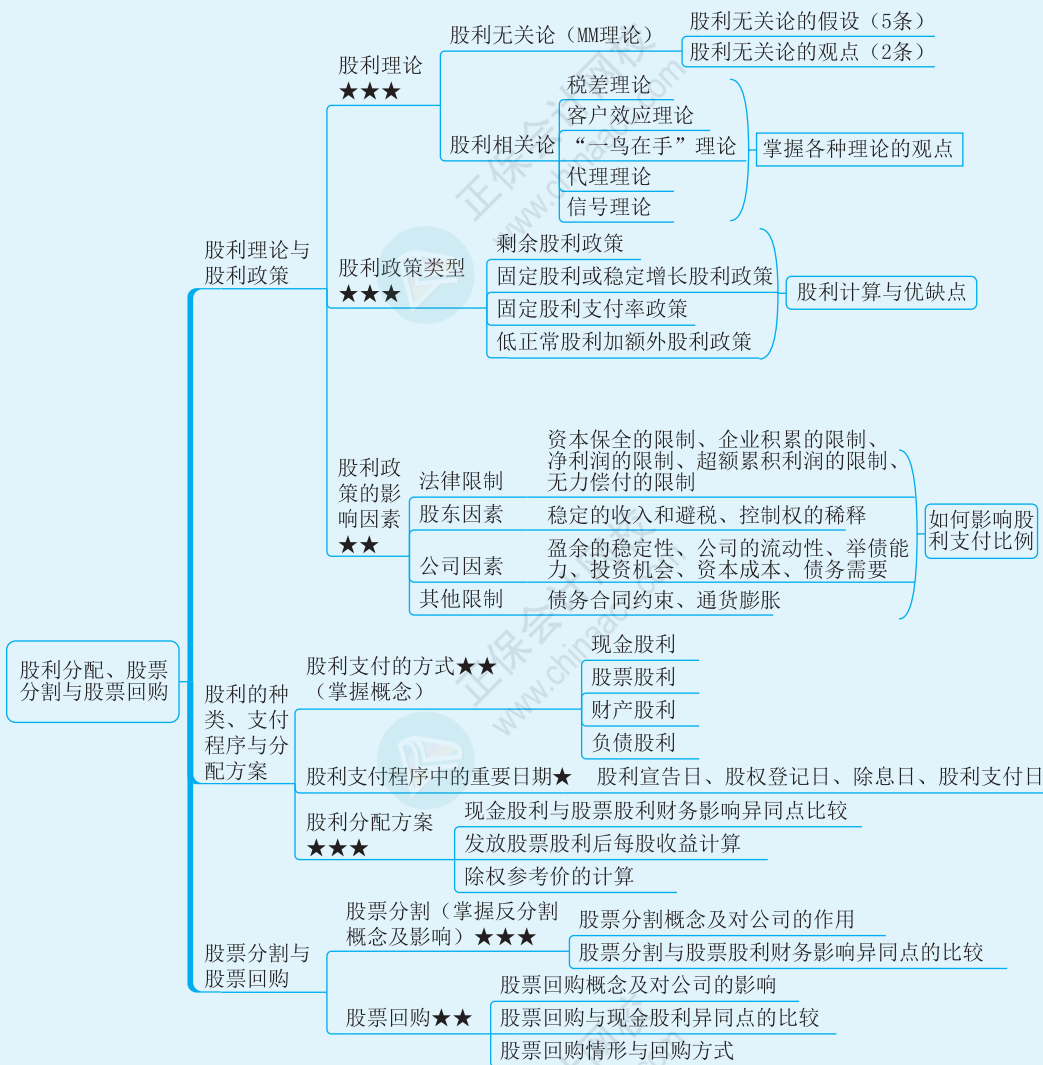 股利分配、股票
分割与股票回购
股利理论与
股利政策
股利理论
★★★
股利无关论（MM理论）
股利无关论的假设（5条）
股利无关论的观点（2条）
股利相关论
税差理论
客户效应理论
“一鸟在手”理论
代理理论
信号理论
掌握各种理论的观点
股利政策类型
★★★
剩余股利政策
固定股利或稳定增长股利政策
固定股利支付率政策
低正常股利加额外股利政策
股利计算与优缺点
股利政
策的影
响因素
★★
法律限制
资本保全的限制、企业积累的限制、
净利润的限制、超额累积利润的限制、
无力偿付的限制
股东因素
稳定的收入和避税、控制权的稀释
公司因素
盈余的稳定性、公司的流动性、举债能
力、投资机会、资本成本、债务需要
其他限制
债务合同约束、通货膨胀
如何影响股
利支付比例
股利的种
类、支付
程序与分
配方案
股利支付的方式★★
（掌握概念）
现金股利
股票股利
财产股利
负债股利
股利支付程序中的重要日期★
股利宣告日、股权登记日、除息日、股利支付日
股利分配方案
★★★
现金股利与股票股利财务影响异同点比较
发放股票股利后每股收益计算
除权参考价的计算
股票分割与
股票回购
股票分割（掌握反分割
概念及影响）★★★
股票分割概念及对公司的作用
股票分割与股票股利财务影响异同点的比较
股票回购★★
股票回购概念及对公司的影响
股票回购与现金股利异同点的比较
股票回购情形与回购方式
正保会计网校
www.chinaacc.com
正保会计网校
www.chinaacc.com